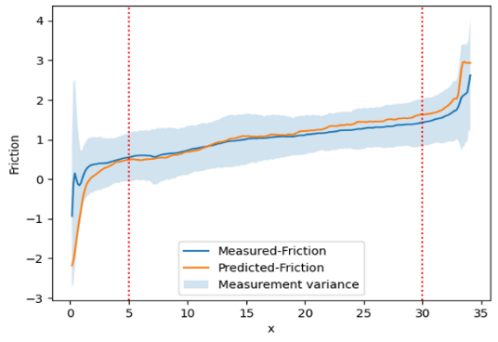 4
3
2
1
0
−1
−2
−3
Friction
0 5 10 15 20 25 30 35
x
Measured-Friction
Predicted-Friction
Measurement variance